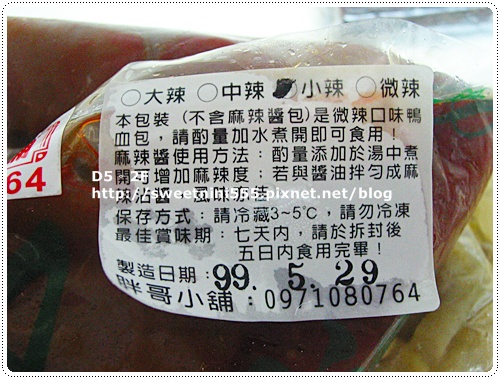 ○大辣 ○中辣 ●小辣 ○微辣
本包裝 (不含麻辣醬包)是微辣口味鴨
血包，請酌量加水煮開即可食用！
麻辣醬使用方法：酌量添加於湯中煮
開可增加麻辣度；若與醬油拌勻成麻
辣沾醬
保存方式：請冷藏3~5℃，請勿冷凍
最佳賞味期：七天內，請於拆封後
五日內食用完畢！
製造日期：99. 5. 29
胖哥小舖：0971080764
64